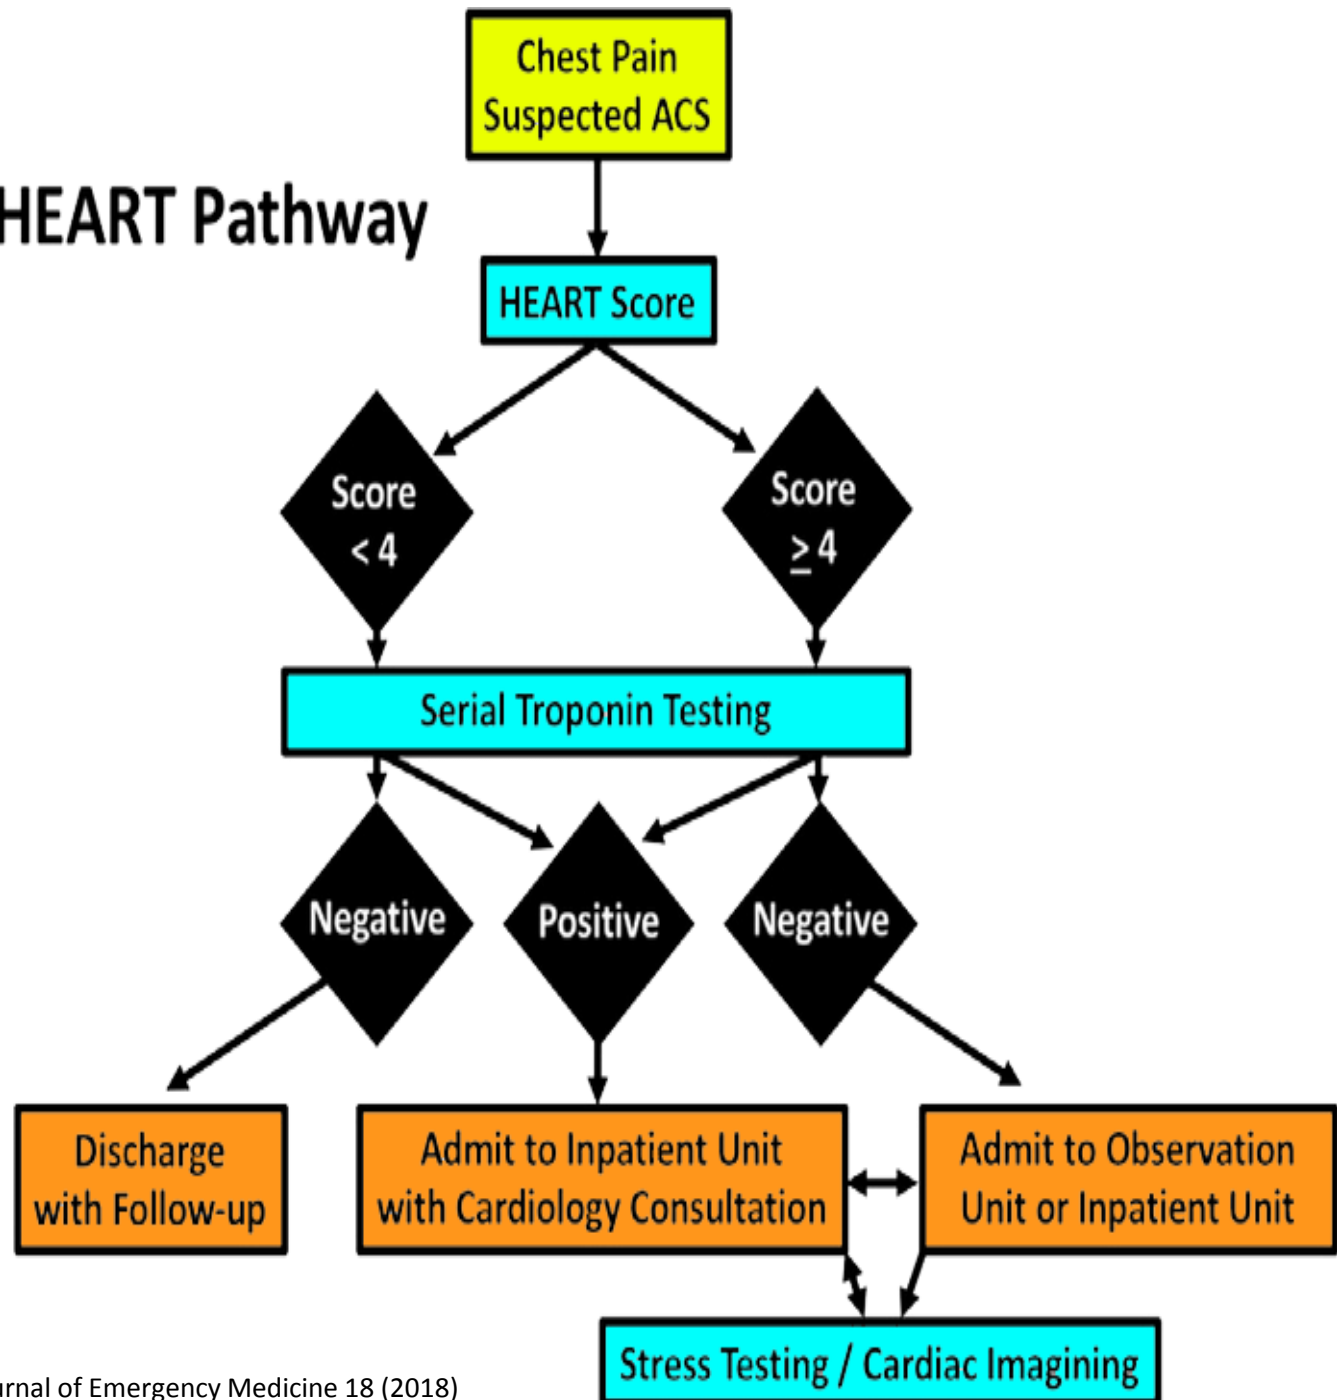 Chest Pain
Suspected ACS
HEART Pathway
HEART Score
Score
< 4
Score
≥ 4
Serial Troponin Testing
Negative
Positive
Negative
Discharge
with Follow-up
Admit to Inpatient Unit
with Cardiology Consultation
Admit to Observation
Unit or Inpatient Unit
Stress Testing / Cardiac Imagining
urnal of Emergency Medicine 18 (2018)